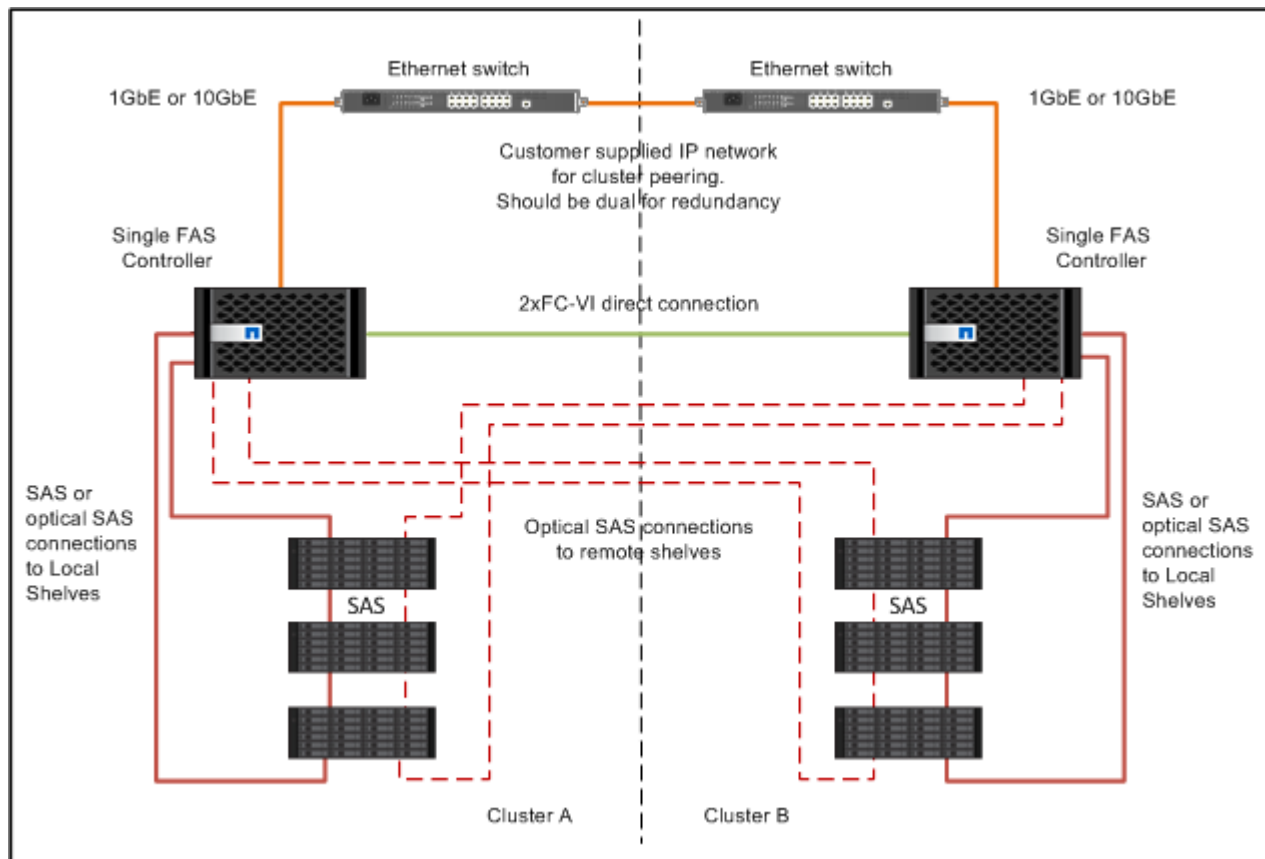 Ethernet switch
Ethernet switch
1GbE or 10GbE
1GbE or 10GbE
Customer supplied IP network
for cluster peering.
Should be dual for redundancy
Single FAS
Controller
Single FAS
Controller
2xFC-VI direct connection
SAS or
optical SAS
connections
to Local
Shelves
Optical SAS connections
to remote shelves
SAS or
optical SAS
connections
to Local
Shelves
SAS
SAS
Cluster A
Cluster B